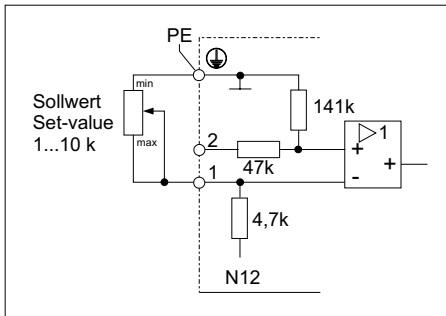 PE
min
Sollwert
Set-value
1...10 k
max
141k
2
47k
1
4,7k
N12
1
+
-
+